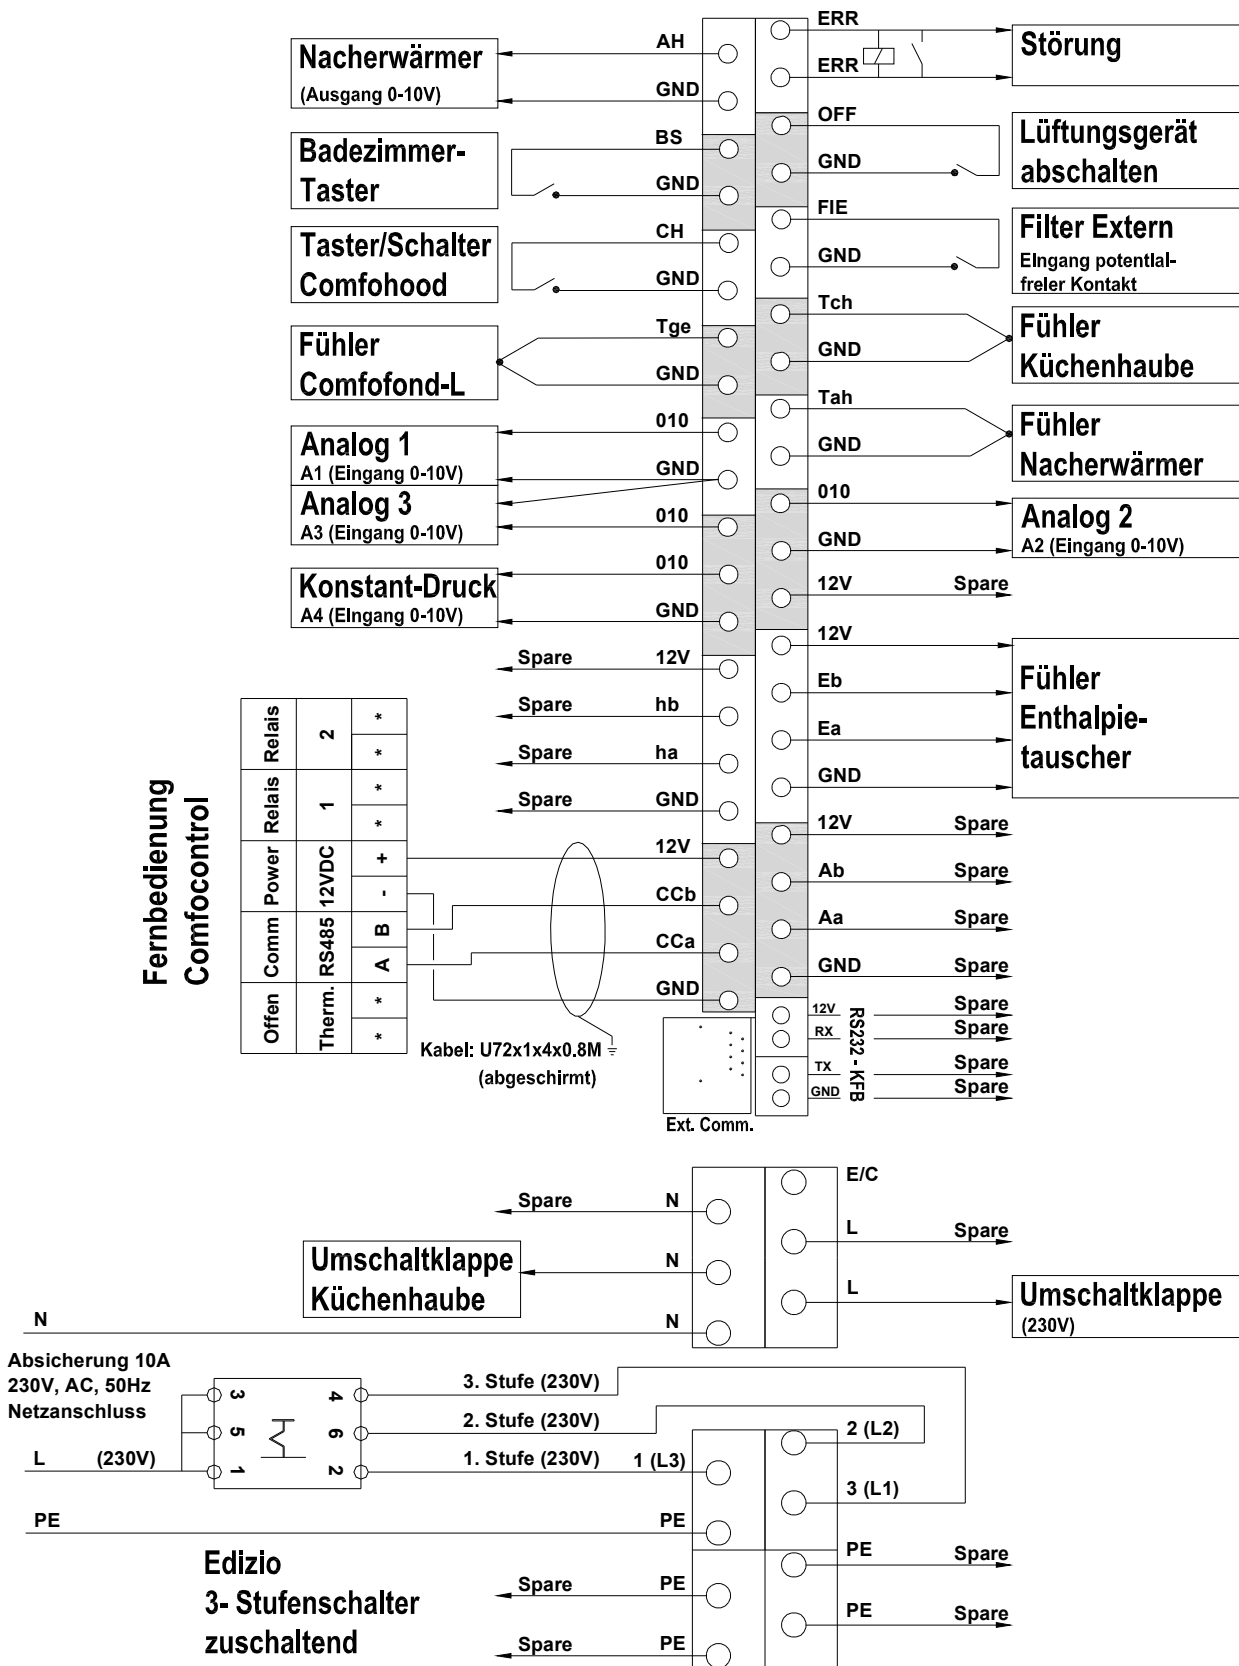 ERR
AH
Nacherwärmer
(Ausgang 0-10V)
Störung
ERR
GND
OFF
BS
Badezimmer-
Taster
Lüftungsgerät
abschalten
GND
GND
FIE
CH
Taster/Schalter
Comfohood
Filter Extern
EIngang potentIal-
freIer Kontakt
GND
GND
Tch
Tge
Fühler
Comfofond-L
Fühler
Küchenhaube
GND
GND
Tah
010
Analog 1
A1 (Eingang 0-10V)
Fühler
Nacherwärmer
GND
GND
Analog 3
A3 (Eingang 0-10V)
010
010
Analog 2
A2 (Eingang 0-10V)
GND
010
Konstant-Druck
A4 (EIngang 0-10V)
12V
Spare
GND
12V
Spare
12V
Eb
Fühler
Enthalpie-
tauscher
Spare
hb
Ea
Spare
ha
GND
Spare
GND
12V
Spare
Fernbedienung
Comfocontrol
Relais
2
*
*
Relais
1
*
*
Power
12VDC
+
-
Comm
RS485
B
A
Offen
Therm.
*
*
12V
Ab
Spare
CCb
Aa
Spare
CCa
GND
Spare
GND
12V
Spare
RX
Spare
RS232 - KFB
TX
Spare
GND
Spare
Kabel: U72x1x4x0.8M
(abgeschirmt)
Ext. Comm.
E/C
Spare
N
L
Spare
Umschaltklappe
Küchenhaube
N
L
Umschaltklappe
(230V)
N
N
Absicherung 10A
230V, AC, 50Hz
Netzanschluss
3
4
3. Stufe (230V)
5
6
2. Stufe (230V)
2 (L2)
L
(230V)
1
2
1. Stufe (230V)
1 (L3)
3 (L1)
PE
PE
PE
Spare
Edizio
3- Stufenschalter
zuschaltend
Spare
PE
PE
Spare
Spare
PE